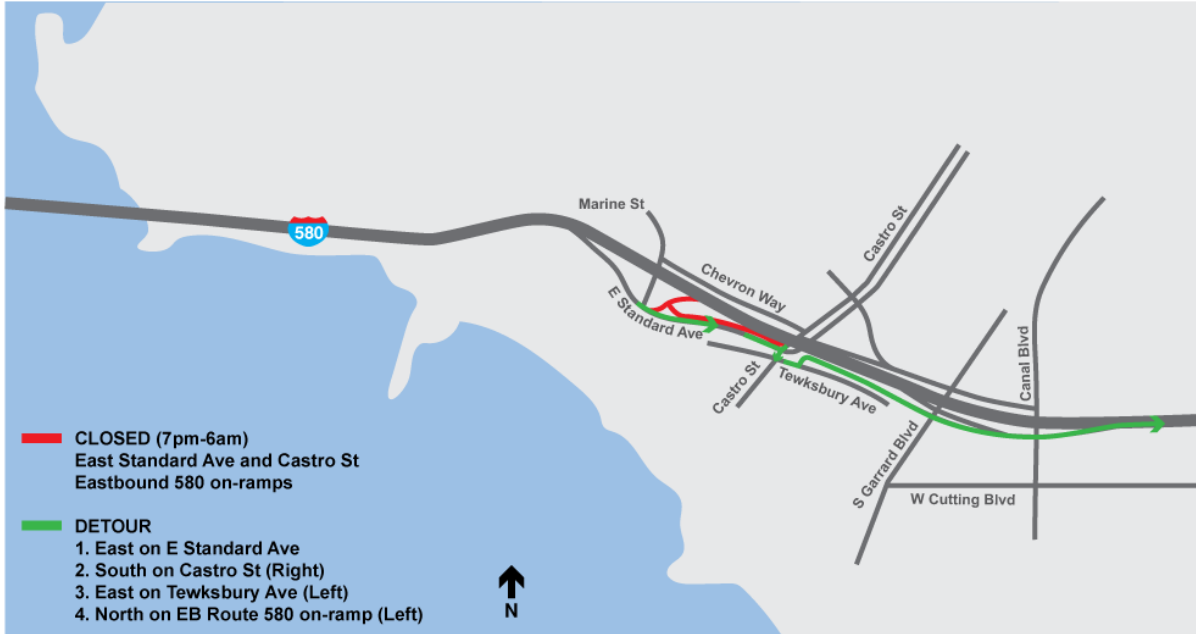 Marine St
580
Castro St
Chevron Way
E Standard Ave
Castro St
Tewksbury Ave
Canal Blvd
S Garrard Blvd
W Cutting Blvd
CLOSED (7pm-6am)
East Standard Ave and Castro St
Eastbound 580 on-ramps
DETOUR
1. East on E Standard Ave
2. South on Castro St (Right)
3. East on Tewksbury Ave (Left)
4. North on EB Route 580 on-ramp (Left)
N